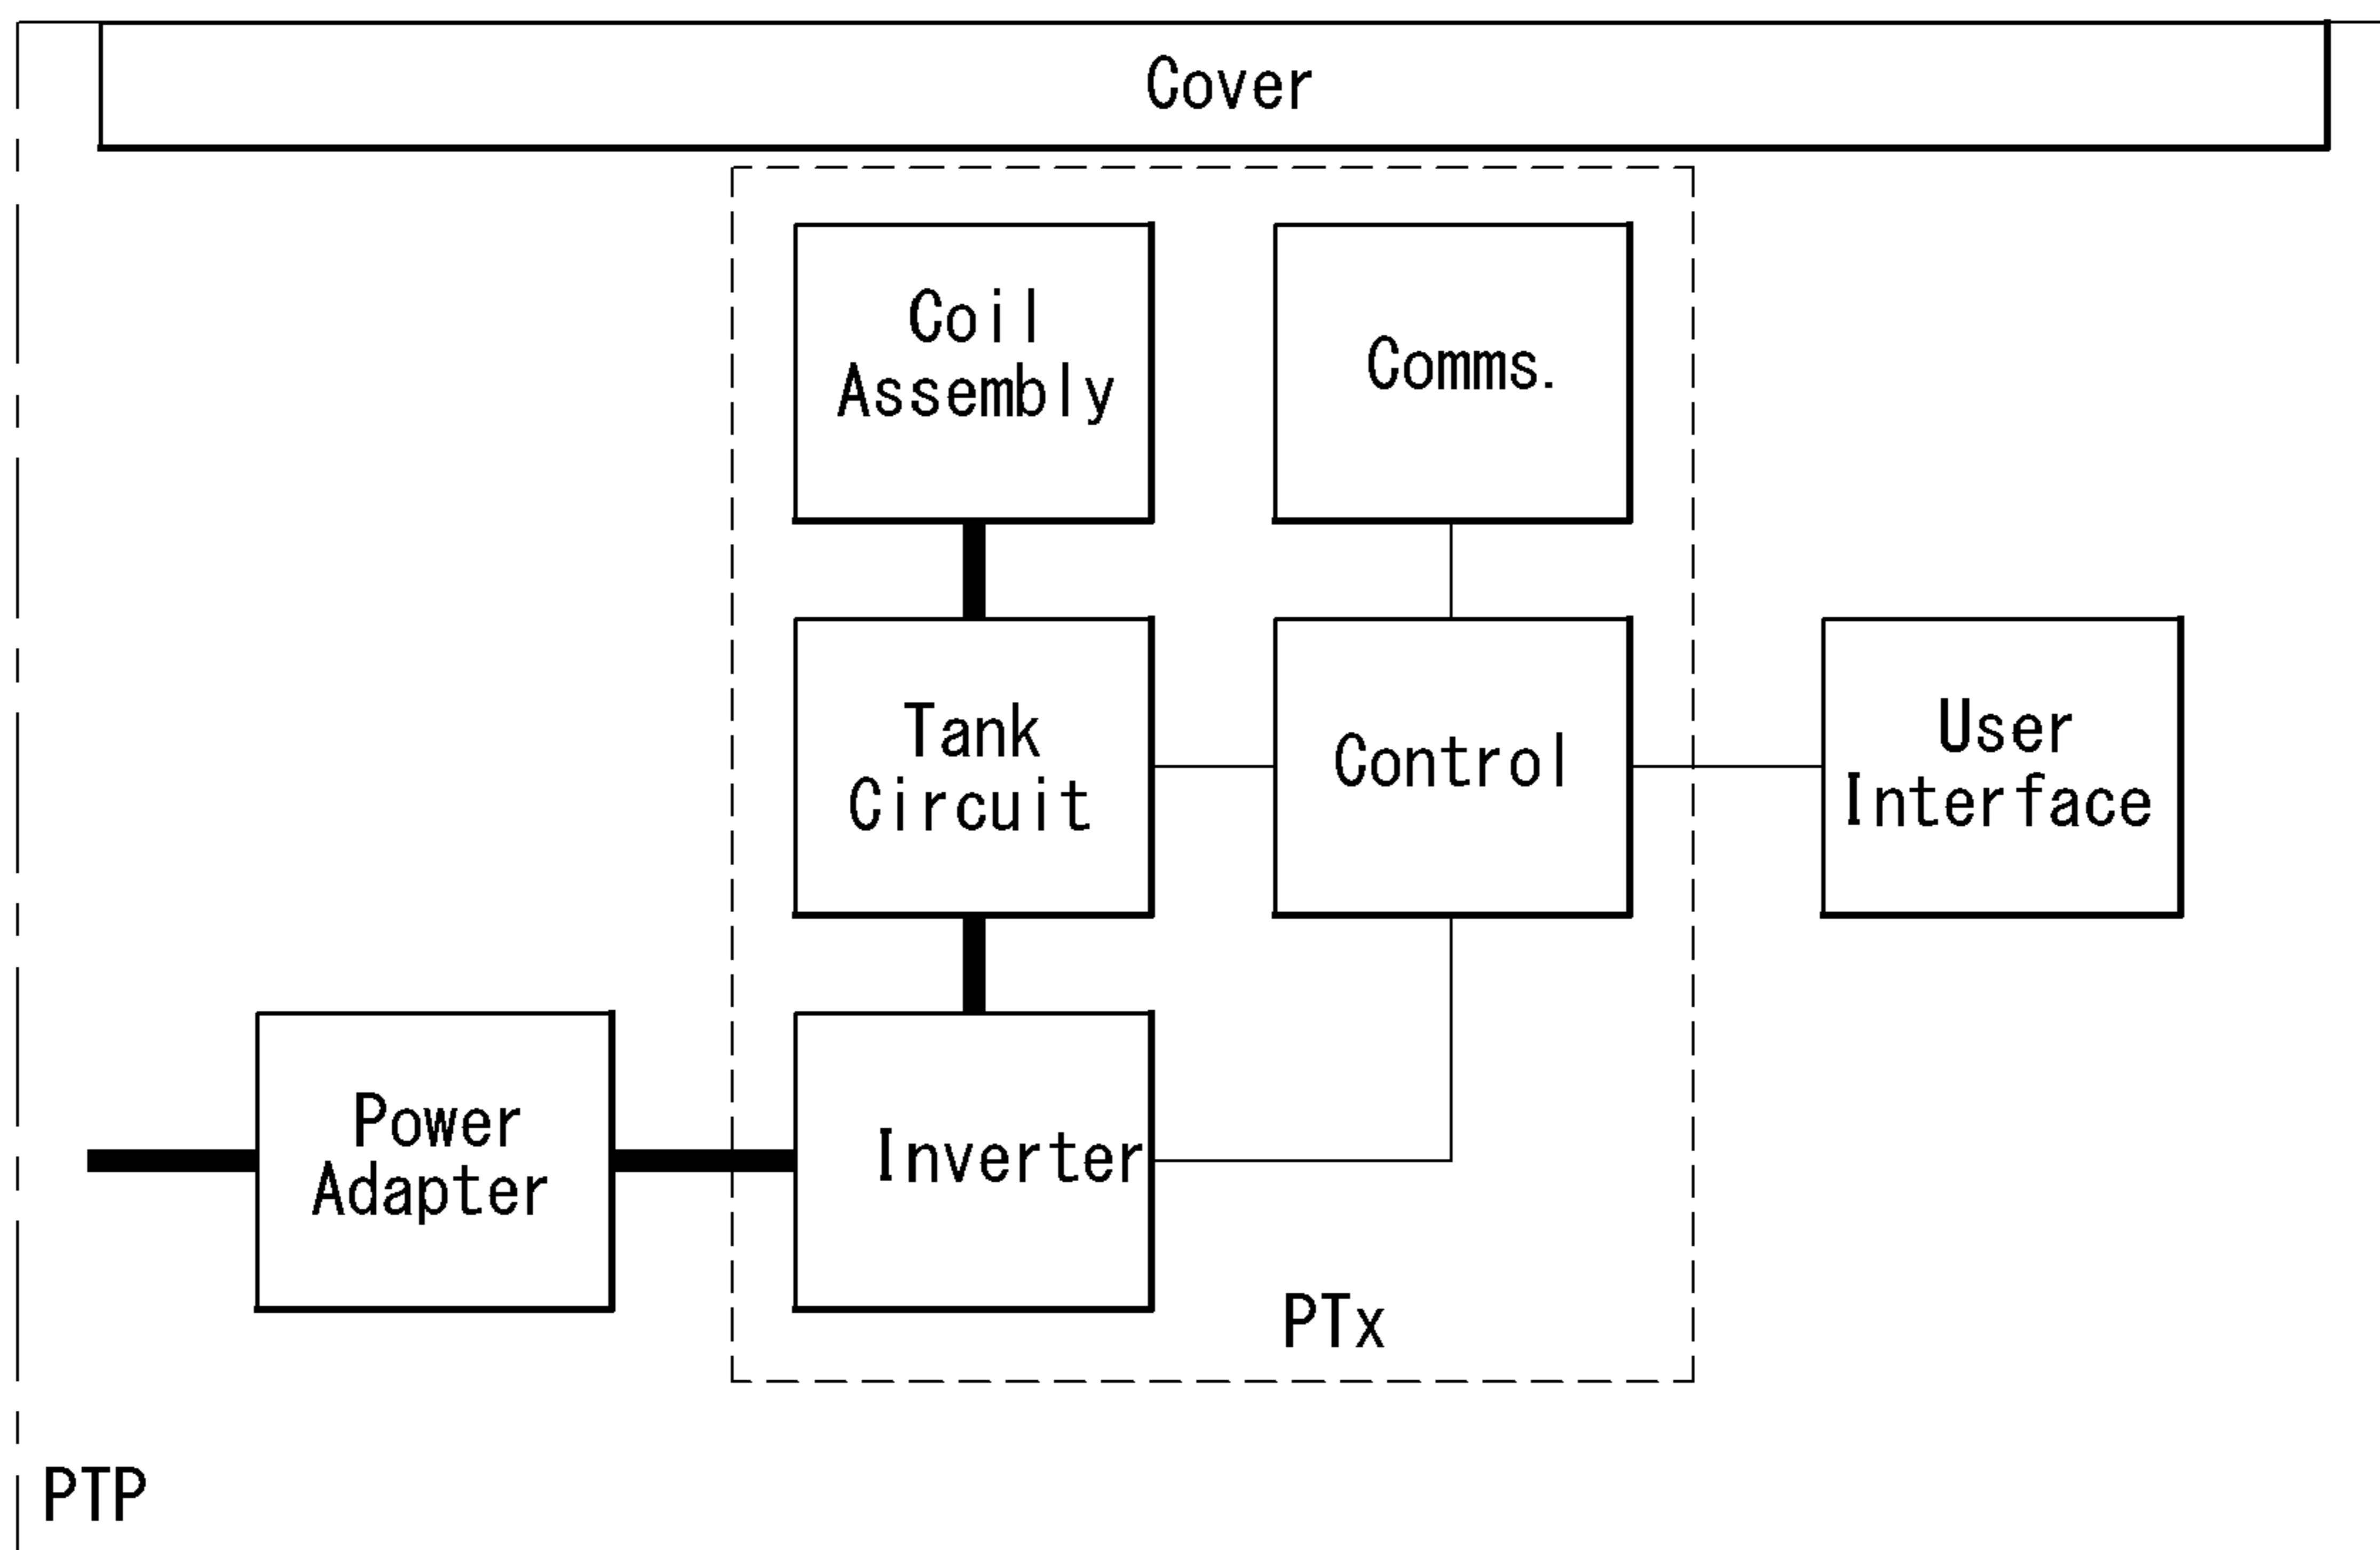 Cover
Coil
Assembly
Comms.
Tank
Circuit
Control
User
Interface
Power
Adapter
Inverter
PTx
PTP